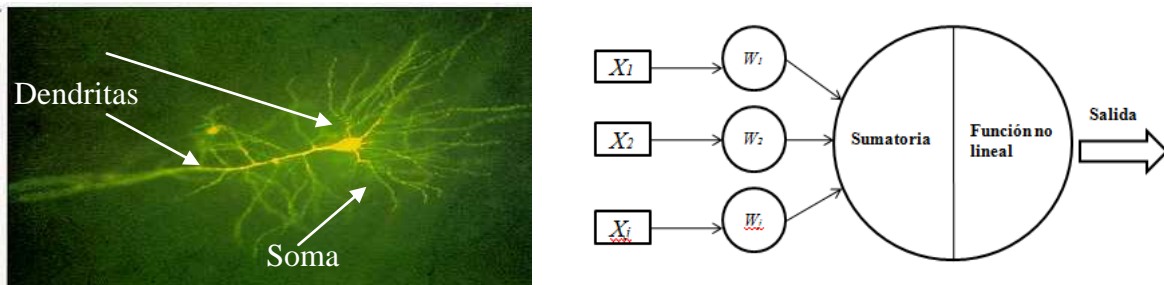 Dendritas
Soma
X1
W1
X2
W2
Xi
Wi
Sumatoria
Función no
lineal
Salida